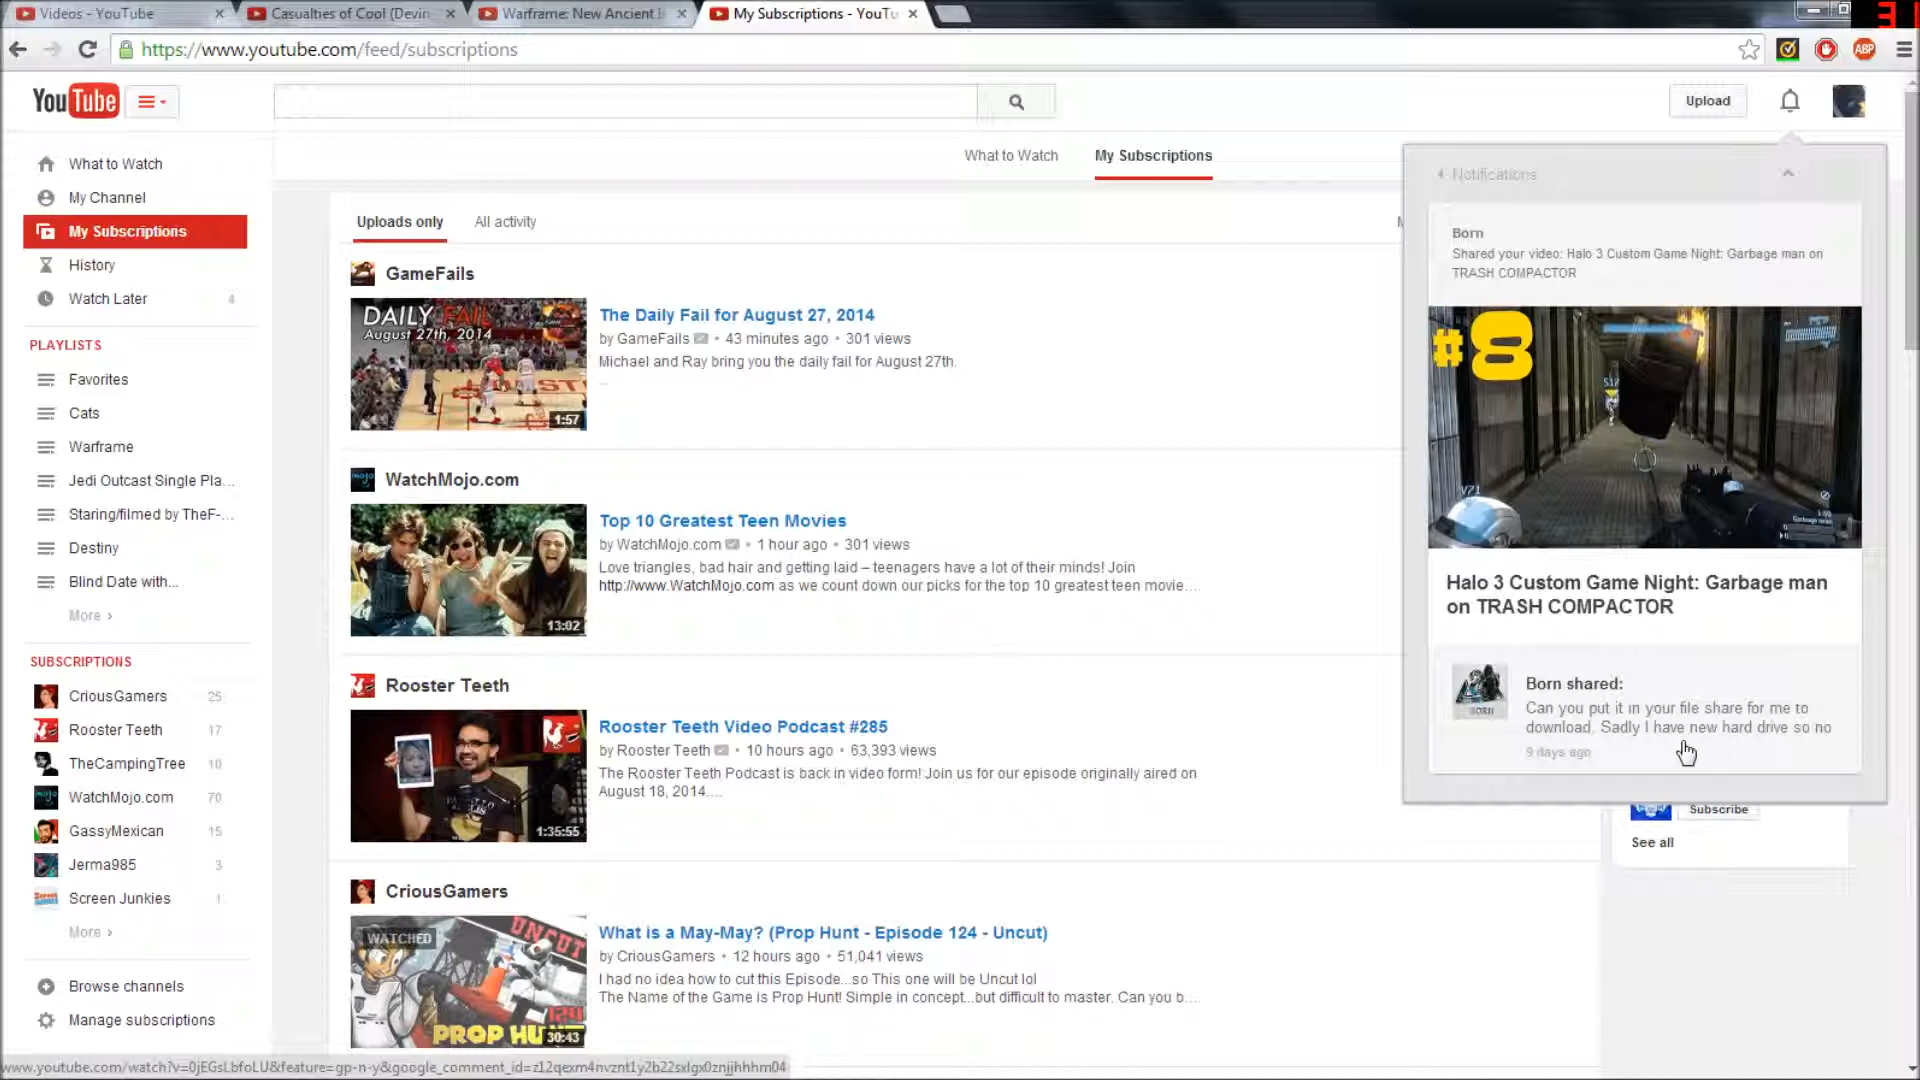 Videos - YouTube
Casualties of Cool (Devin
Warframe: New Ancient I
My Subscriptions - YouTu
31
https://www.youtube.com/feed/subscriptions
ABP
YouTube
Upload
What to Watch
My Channel
My Subscriptions
History
Watch Later 4
PLAYLISTS
Favorites
Cats
Warframe
Jedi Outcast Single Pla...
Staring/filmed by TheF-...
Destiny
Blind Date with...
More ›
SUBSCRIPTIONS
CriousGamers 25
Rooster Teeth 17
TheCampingTree 10
WatchMojo.com 70
GassyMexican 15
Jerma985 3
Screen Junkies 1
More ›
Browse channels
Manage subscriptions
What to Watch
My Subscriptions
Uploads only
All activity
GameFails
DAILY FAIL
August 27th, 2014
1:57
The Daily Fail for August 27, 2014
by GameFails • 43 minutes ago • 301 views
Michael and Ray bring you the daily fail for August 27th.
mojo
WatchMojo.com
13:02
Top 10 Greatest Teen Movies
by WatchMojo.com • 1 hour ago • 301 views
Love triangles, bad hair and getting laid – teenagers have a lot of their minds! Join
http://www.WatchMojo.com as we count down our picks for the top 10 greatest teen movie....
Rooster Teeth
1:35:55
Rooster Teeth Video Podcast #285
by Rooster Teeth • 10 hours ago • 63,393 views
The Rooster Teeth Podcast is back in video form! Join us for our episode originally aired on
August 18, 2014....
CriousGamers
WATCHED
UNCUT
124
PROP HUNT
30:43
What is a May-May? (Prop Hunt - Episode 124 - Uncut)
by CriousGamers • 12 hours ago • 51,041 views
I had no idea how to cut this Episode...so This one will be Uncut lol
The Name of the Game is Prop Hunt! Simple in concept...but difficult to master. Can you b....
Notifications
Born
Shared your video: Halo 3 Custom Game Night: Garbage man on
TRASH COMPACTOR
#8
S17
V71
Garbage man
Halo 3 Custom Game Night: Garbage man
on TRASH COMPACTOR
BORN
Born shared:
Can you put it in your file share for me to
download. Sadly I have new hard drive so no
9 days ago
Subscribe
See all
www.youtube.com/watch?v=0jEGsLbfoLU&feature=gp-n-y&google_comment_id=z12qexm4nvznt1y2b22sxlgx0znjjhhhm04